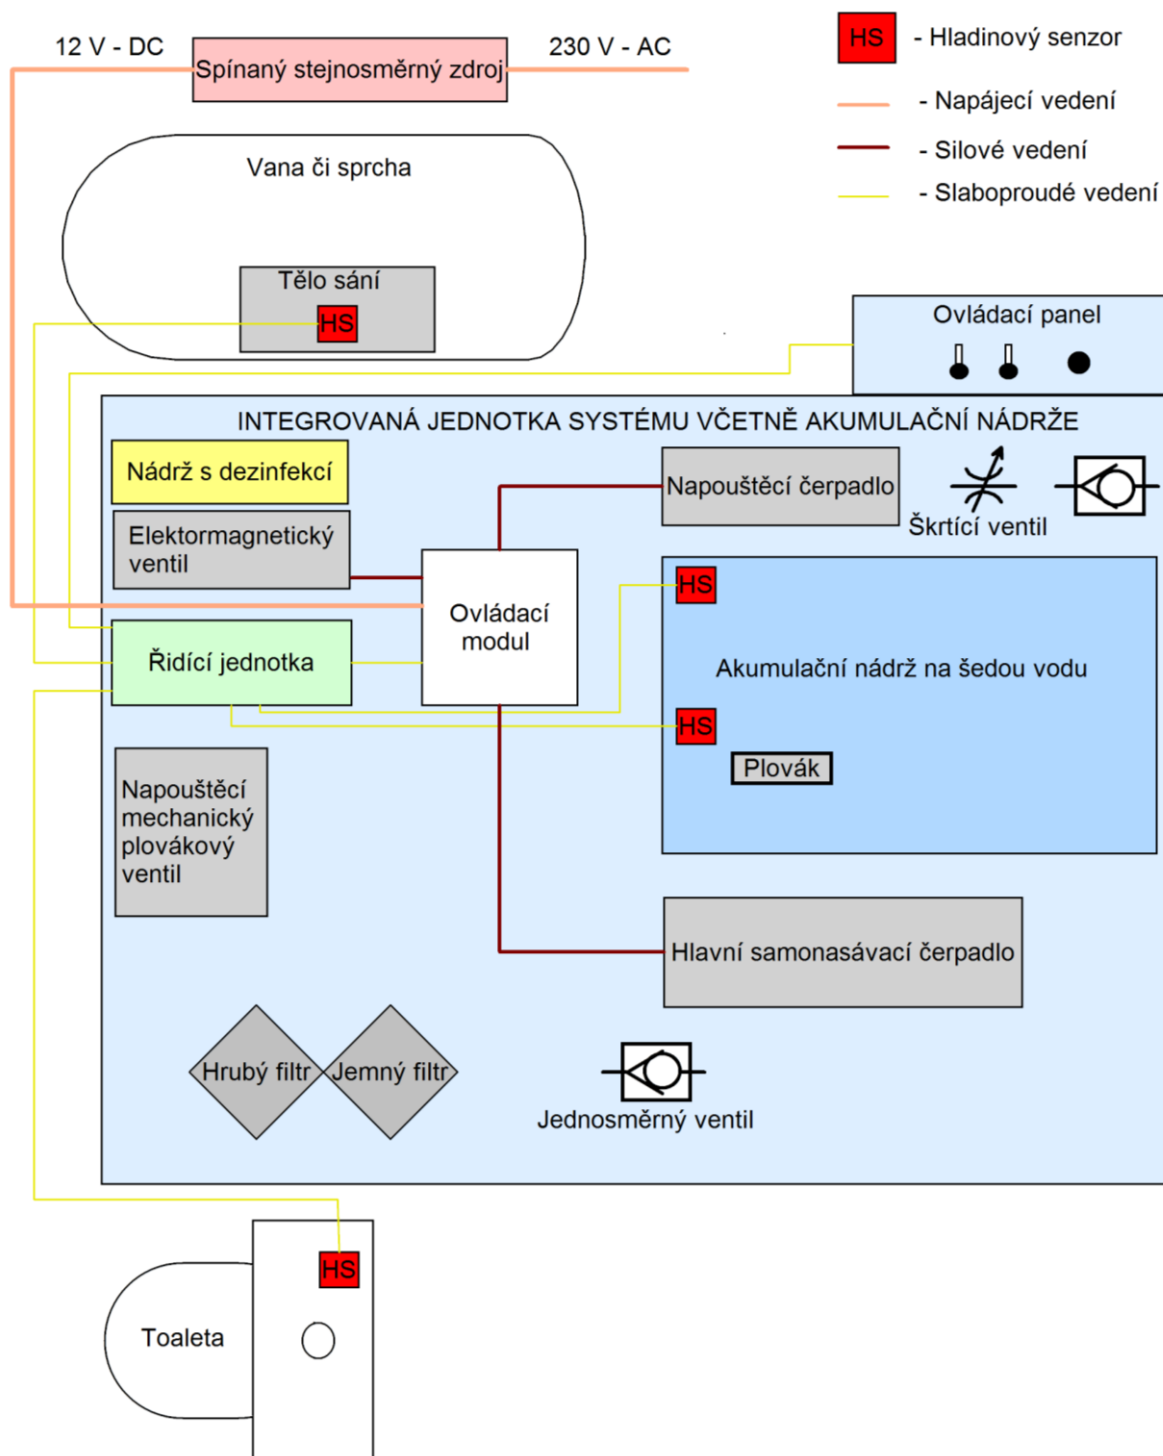 12 V - DC
230 V - AC
Spínaný stejnosměrný zdroj
HS
- Hladinový senzor
- Napájecí vedení
- Silové vedení
- Slaboproudé vedení
Vana či sprcha
Tělo sání
HS
Ovládací panel
INTEGROVANÁ JEDNOTKA SYSTÉMU VČETNĚ AKUMULAČNÍ NÁDRŽE
Nádrž s dezinfekcí
Elektormagnetický
ventil
Napouštěcí čerpadlo
Škrtící ventil
Ovládací
modul
Řidící jednotka
HS
Akumulační nádrž na šedou vodu
HS
Plovák
Napouštěcí
mechanický
plovákový
ventil
Hlavní samonasávací čerpadlo
Hrubý filtr
Jemný filtr
Jednosměrný ventil
HS
Toaleta